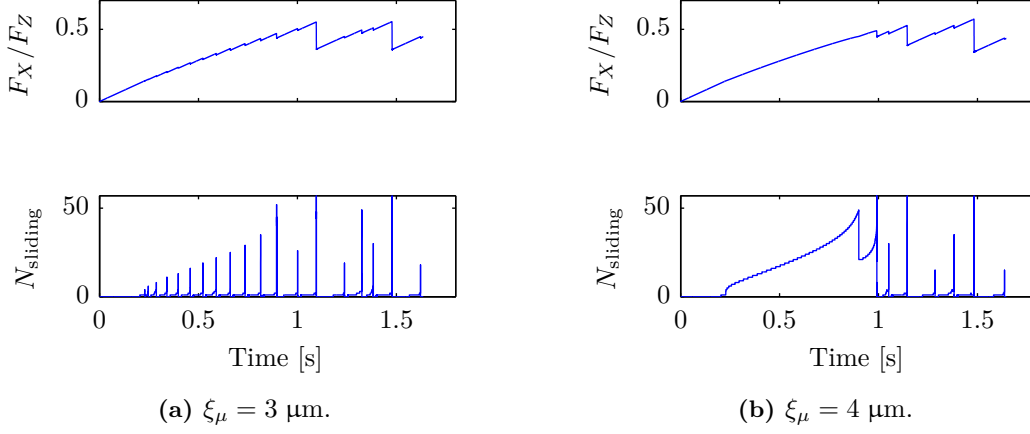 F_X/F_Z
0.5
0
N_sliding
50
0
0 0.5 1 1.5
Time [s]
(a) ξ_μ = 3 μm.
F_X/F_Z
0.5
0
N_sliding
50
0
0 0.5 1 1.5
Time [s]
(b) ξ_μ = 4 μm.